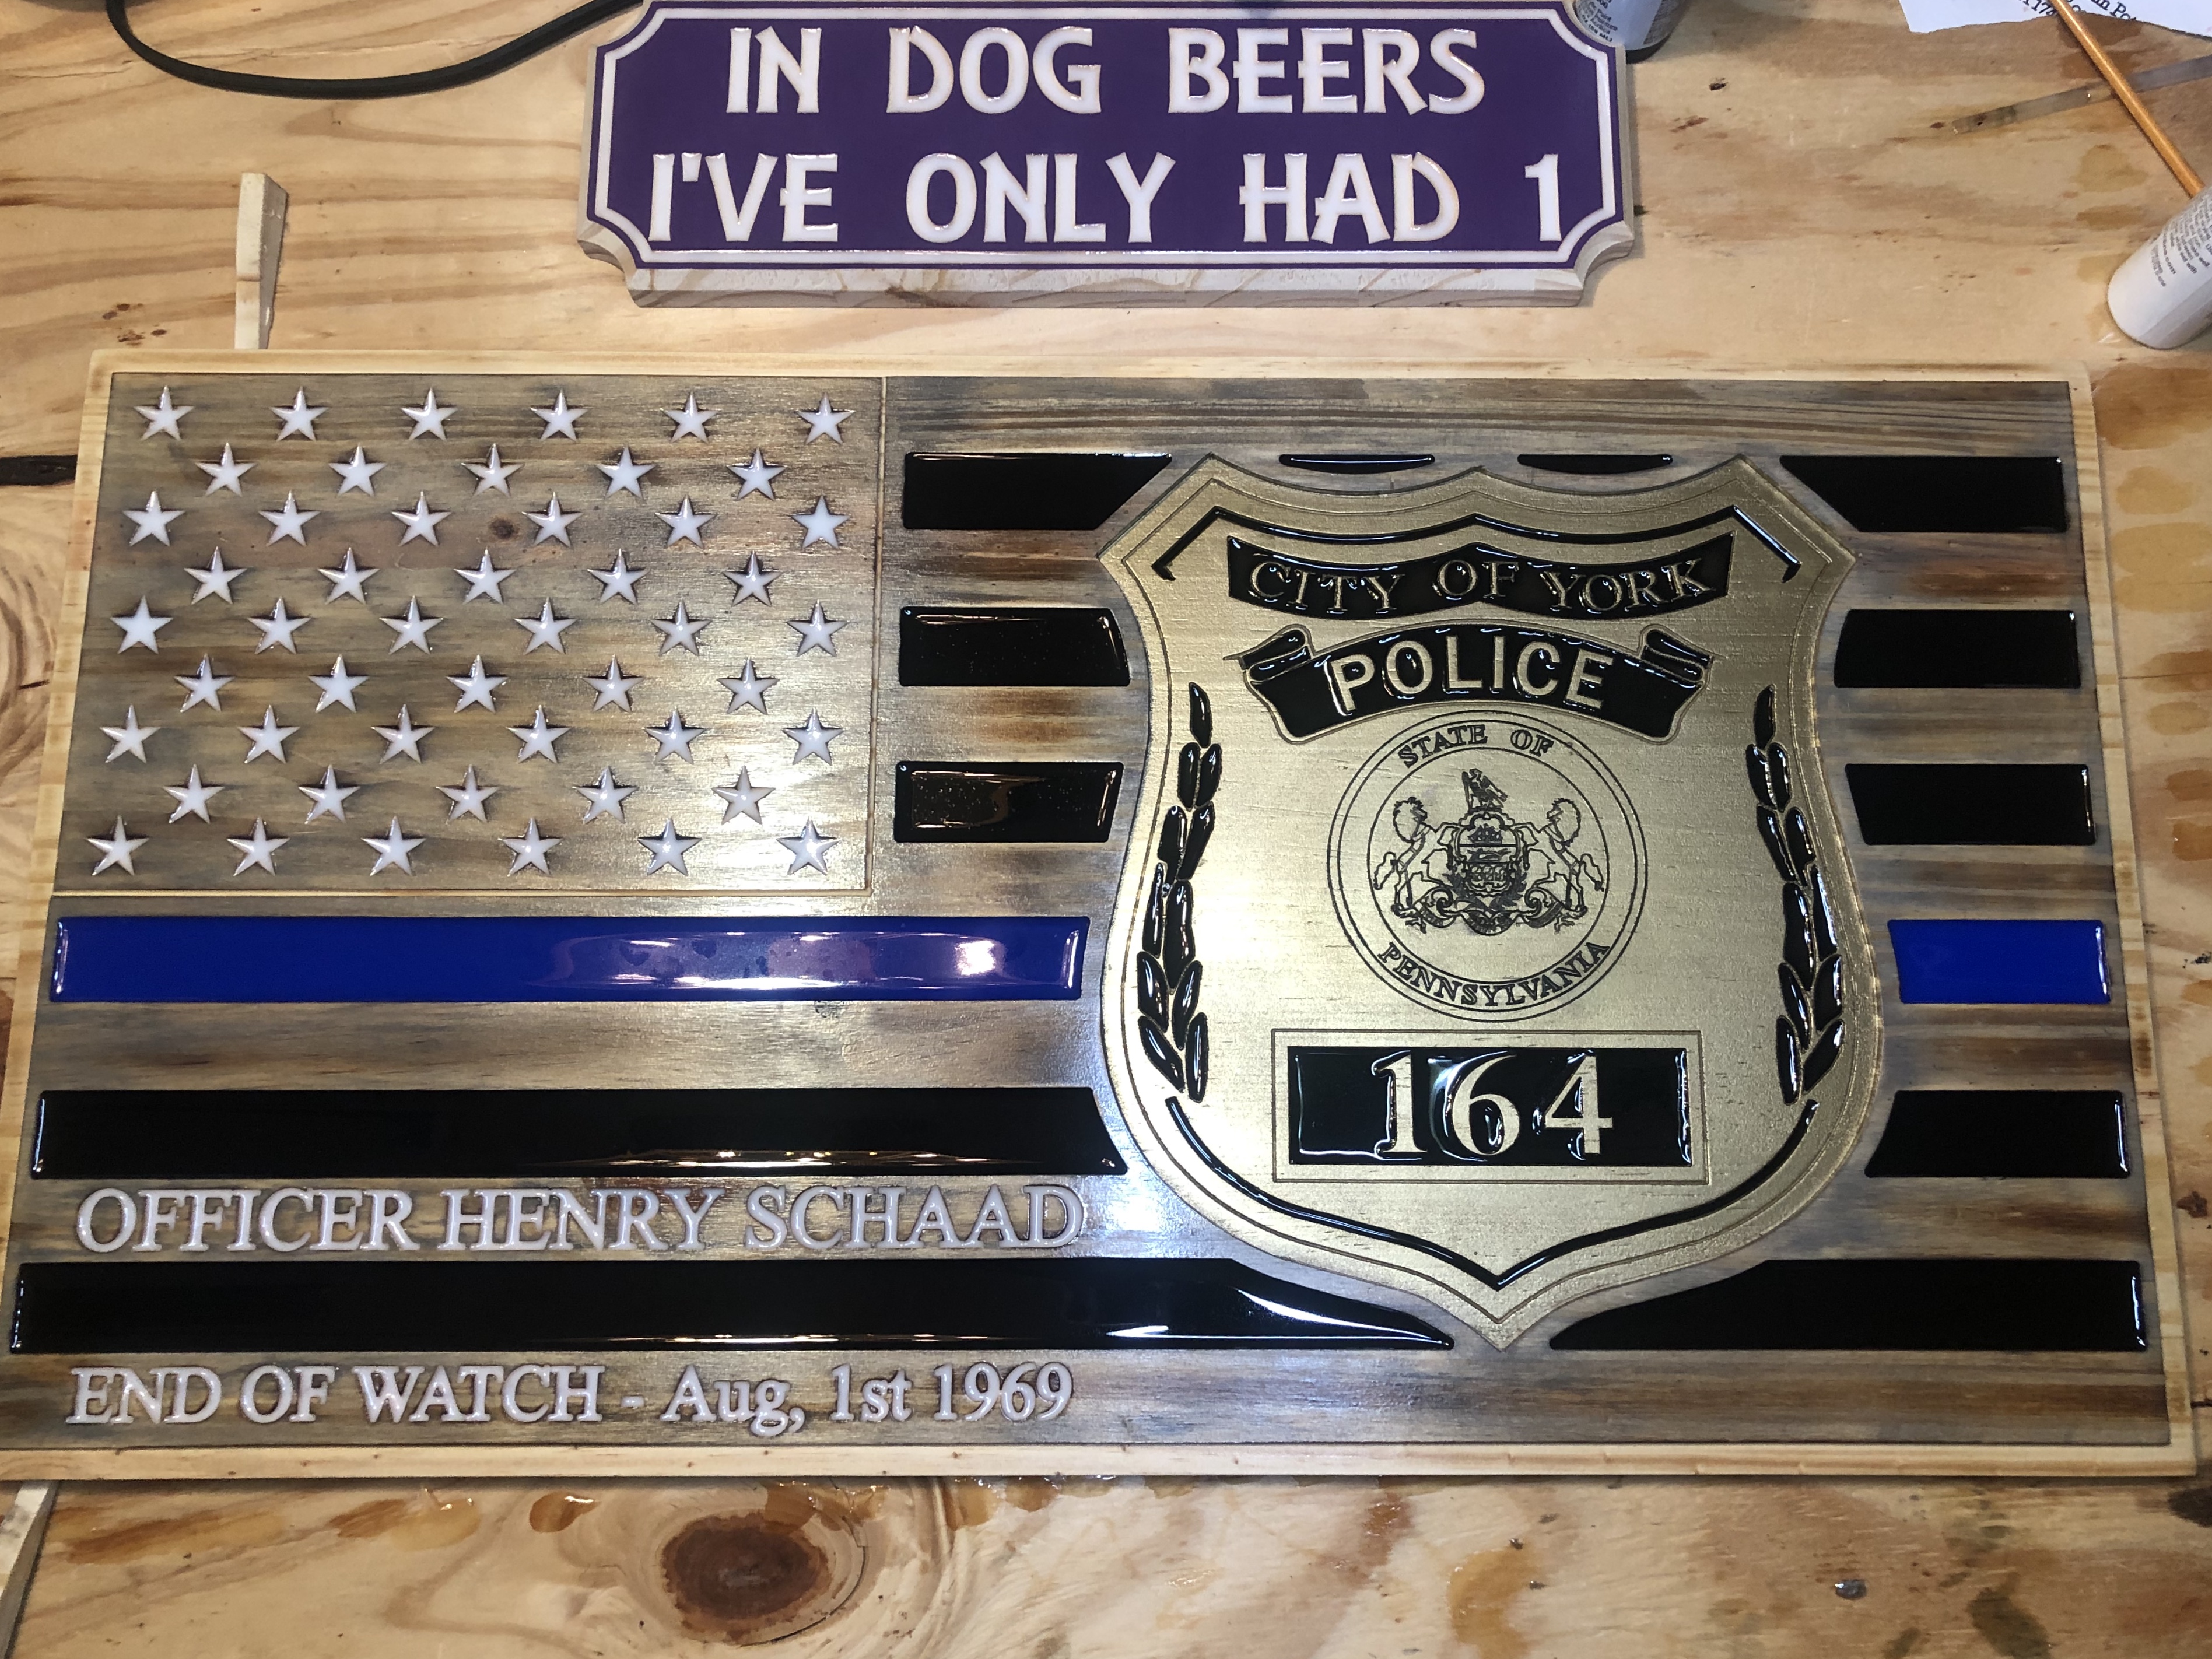 IN DOG BEERS
I'VE ONLY HAD 1
CITY OF YORK
POLICE
STATE OF
PENNSYLVANIA
164
OFFICER HENRY SCHAAD
END OF WATCH - Aug, 1st 1969